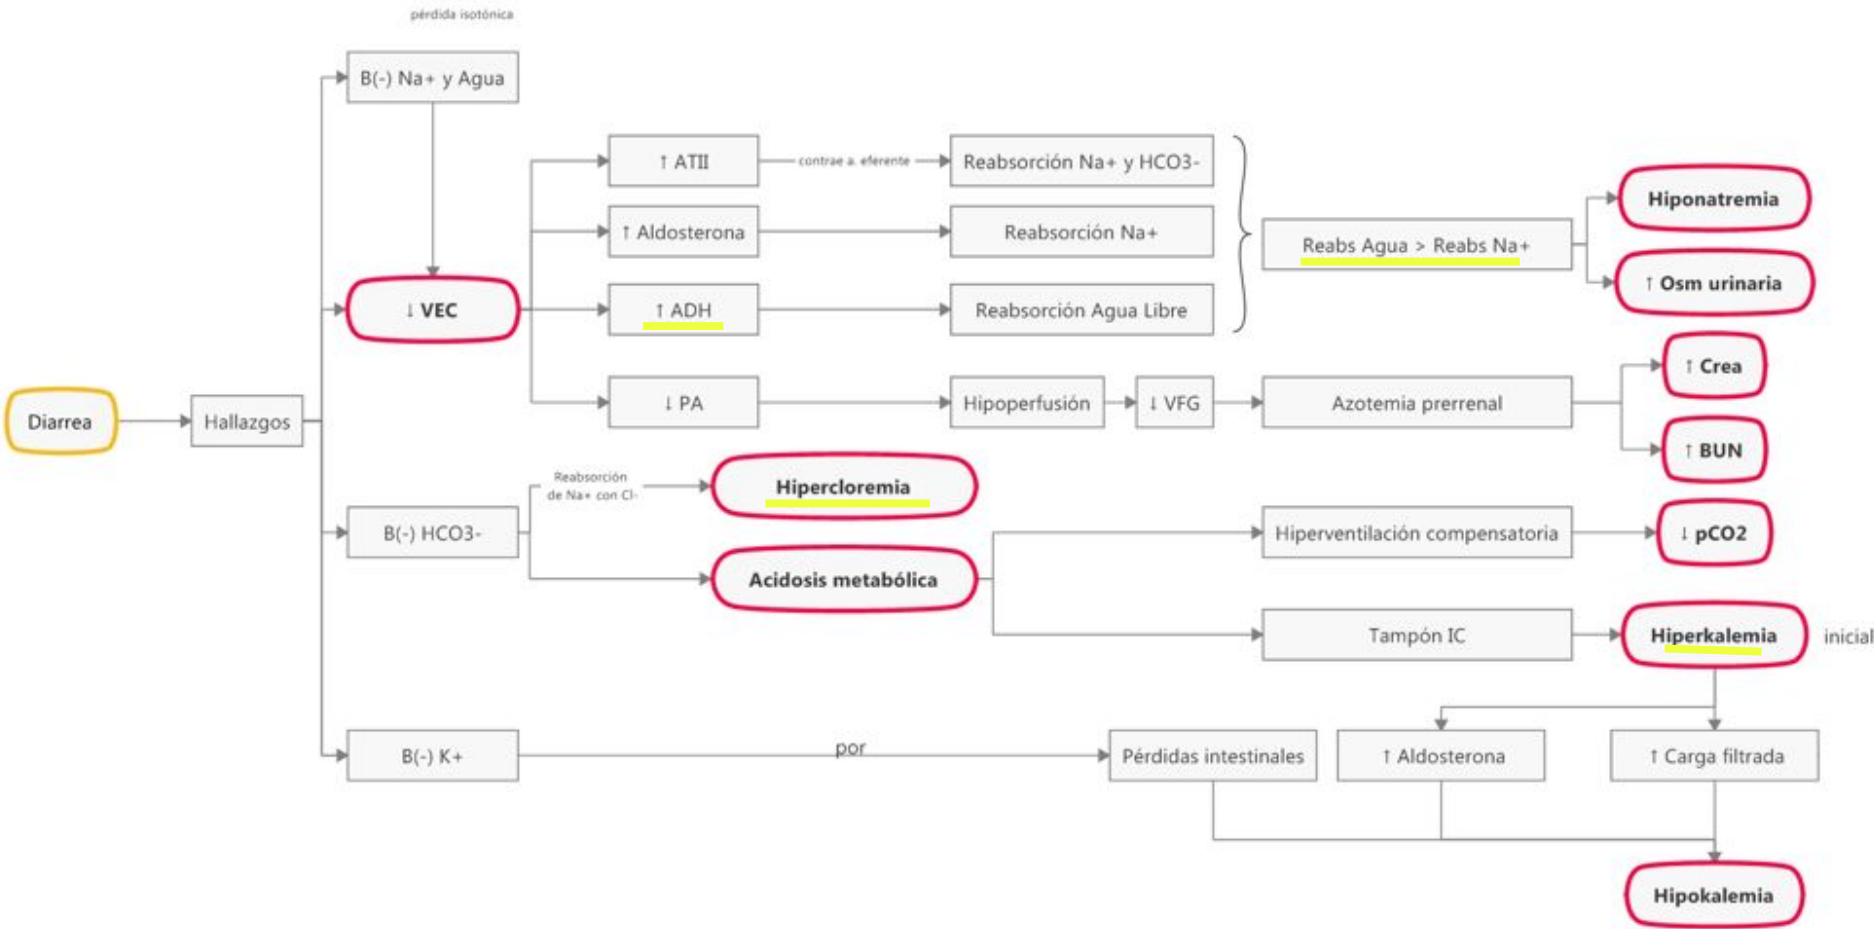 pérdida isotónica
B(-) Na+ y Agua
↑ ATII
contrae a. eferente
Reabsorción Na+ y HCO3-
↑ Aldosterona
Reabsorción Na+
↓ VEC
↑ ADH
Reabsorción Agua Libre
Reabs Agua > Reabs Na+
Hiponatremia
↑ Osm urinaria
↓ PA
Hipoperfusión
↓ VFG
Azotemia prerrenal
↑ Crea
↑ BUN
Diarrea
Hallazgos
Reabsorción
de Na+ con Cl-
Hipercloremia
B(-) HCO3-
Acidosis metabólica
Hiperventilación compensatoria
↓ pCO2
Tampón IC
Hiperkalemia
inicial
B(-) K+
por
Pérdidas intestinales
↑ Aldosterona
↑ Carga filtrada
Hipokalemia